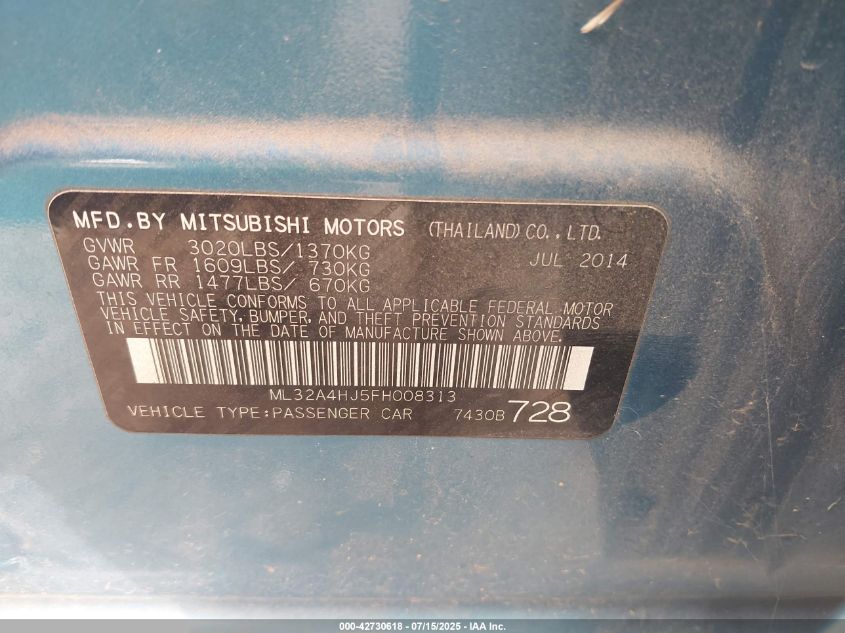 MFD.BY MITSUBISHI MOTORS (THAILAND) CO., LTD.
GVWR 3020LBS/1370KG JUL 2014
GAWR FR 1609LBS/ 730KG
GAWR RR 1477LBS/ 670KG
THIS VEHICLE CONFORMS TO ALL APPLICABLE FEDERAL MOTOR
VEHICLE SAFETY, BUMPER, AND THEFT PREVENTION STANDARDS
IN EFFECT ON THE DATE OF MANUFACTURE SHOWN ABOVE.
ML32A4HJ5FH008313
VEHICLE TYPE:PASSENGER CAR 7430B 728
000-42730618 - 07/15/2025 - IAA Inc.